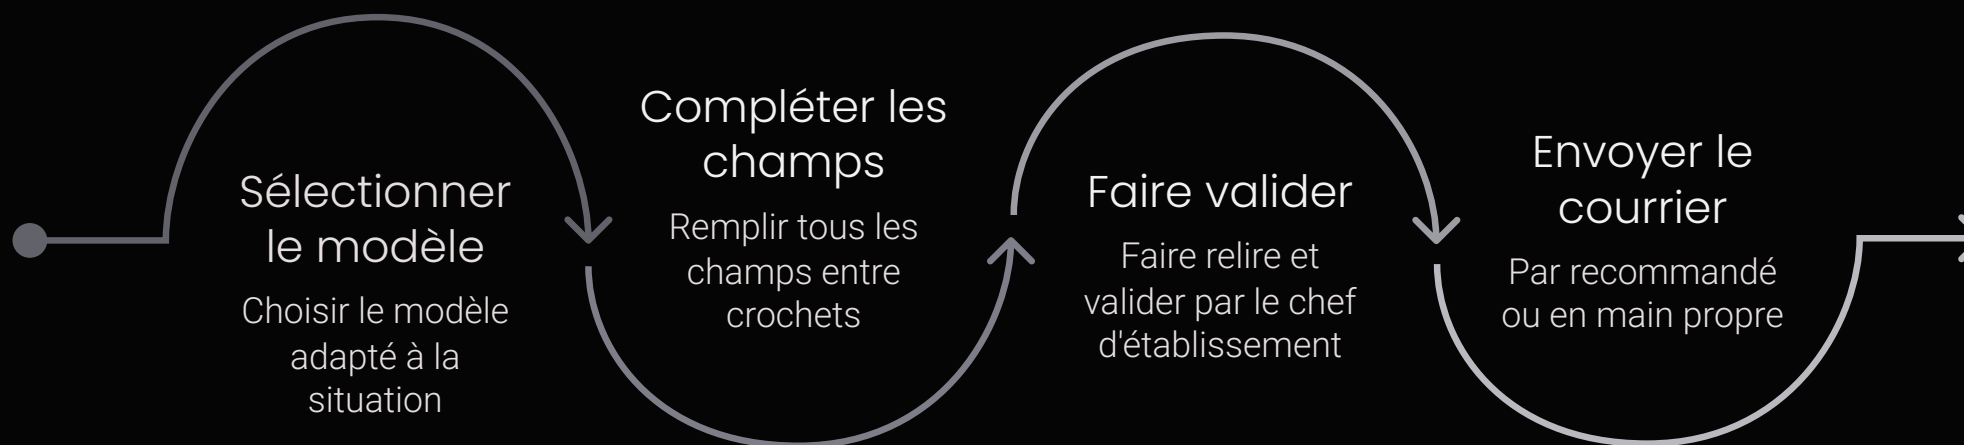 Sélectionner
le modèle
Choisir le modèle
adapté à la
situation
Compléter les
champs
Remplir tous les
champs entre
crochets
Faire valider
Faire relire et
valider par le chef
d'établissement
Envoyer le
courrier
Par recommandé
ou en main propre